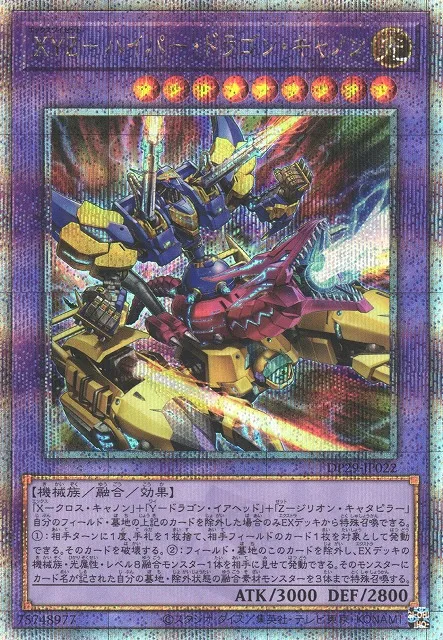 XYZ－ハイパー・ドラゴン・キャノン
光
DP29-JP022
【機械族／融合／効果】
「X－クロス・キャノン」＋「Y－ドラゴン・イアヘッド」＋「Z－ジリオン・キャタピラー」
自分のフィールド・墓地の上記のカードを除外した場合のみEXデッキから特殊召喚できる。
①：相手ターンに1度、手札を1枚捨て、相手フィールドのカード1枚を対象として発動
できる。そのカードを破壊する。②：フィールド・墓地のこのカードを除外し、EXデッキの
機械族・光属性・レベル8融合モンスター1体を相手に見せて発動できる。そのモンスターに
カード名が記された自分の墓地・除外状態の融合素材モンスターを3体まで特殊召喚する。
ATK/3000 DEF/2800
75748977 ©スタジオ・ダイス/集英社・テレビ東京・KONAMI